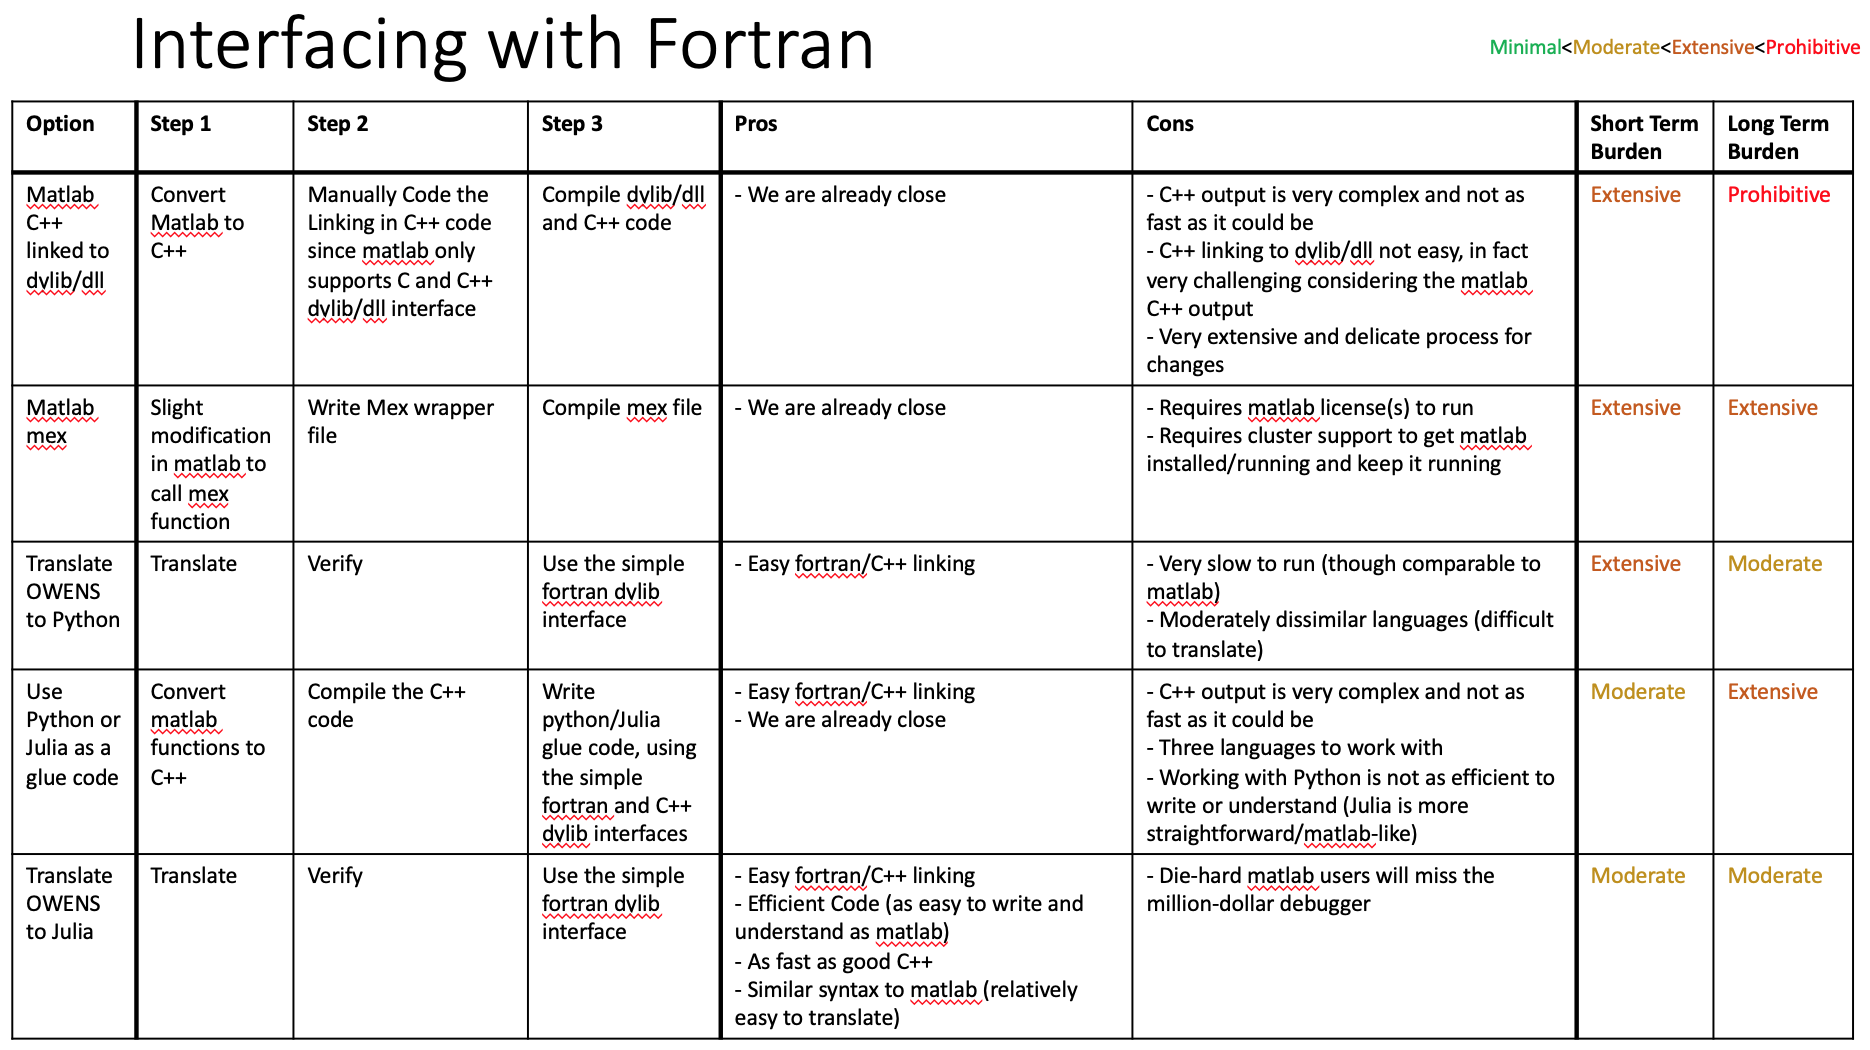 Interfacing with Fortran
Minimal<Moderate<Extensive<Prohibitive
Option
Step 1
Step 2
Step 3
Pros
Cons
Short Term
Burden
Long Term
Burden
Matlab
C++
linked to
dylib/dll
Convert
Matlab to
C++
Manually Code the
Linking in C++ code
since matlab only
supports C and C++
dylib/dll interface
Compile dylib/dll
and C++ code
- We are already close
- C++ output is very complex and not as
fast as it could be
- C++ linking to dylib/dll not easy, in fact
very challenging considering the matlab
C++ output
- Very extensive and delicate process for
changes
Extensive
Prohibitive
Matlab
mex
Slight
modification
in matlab to
call mex
function
Write Mex wrapper
file
Compile mex file
- We are already close
- Requires matlab license(s) to run
- Requires cluster support to get matlab
installed/running and keep it running
Extensive
Extensive
Translate
OWENS
to Python
Translate
Verify
Use the simple
fortran dylib
interface
- Easy fortran/C++ linking
- Very slow to run (though comparable to
matlab)
- Moderately dissimilar languages (difficult
to translate)
Extensive
Moderate
Use
Python or
Julia as a
glue code
Convert
matlab
functions to
C++
Compile the C++
code
Write
python/Julia
glue code, using
the simple
fortran and C++
dylib interfaces
- Easy fortran/C++ linking
- We are already close
- C++ output is very complex and not as
fast as it could be
- Three languages to work with
- Working with Python is not as efficient to
write or understand (Julia is more
straightforward/matlab-like)
Moderate
Extensive
Translate
OWENS
to Julia
Translate
Verify
Use the simple
fortran dylib
interface
- Easy fortran/C++ linking
- Efficient Code (as easy to write and
understand as matlab)
- As fast as good C++
- Similar syntax to matlab (relatively
easy to translate)
- Die-hard matlab users will miss the
million-dollar debugger
Moderate
Moderate